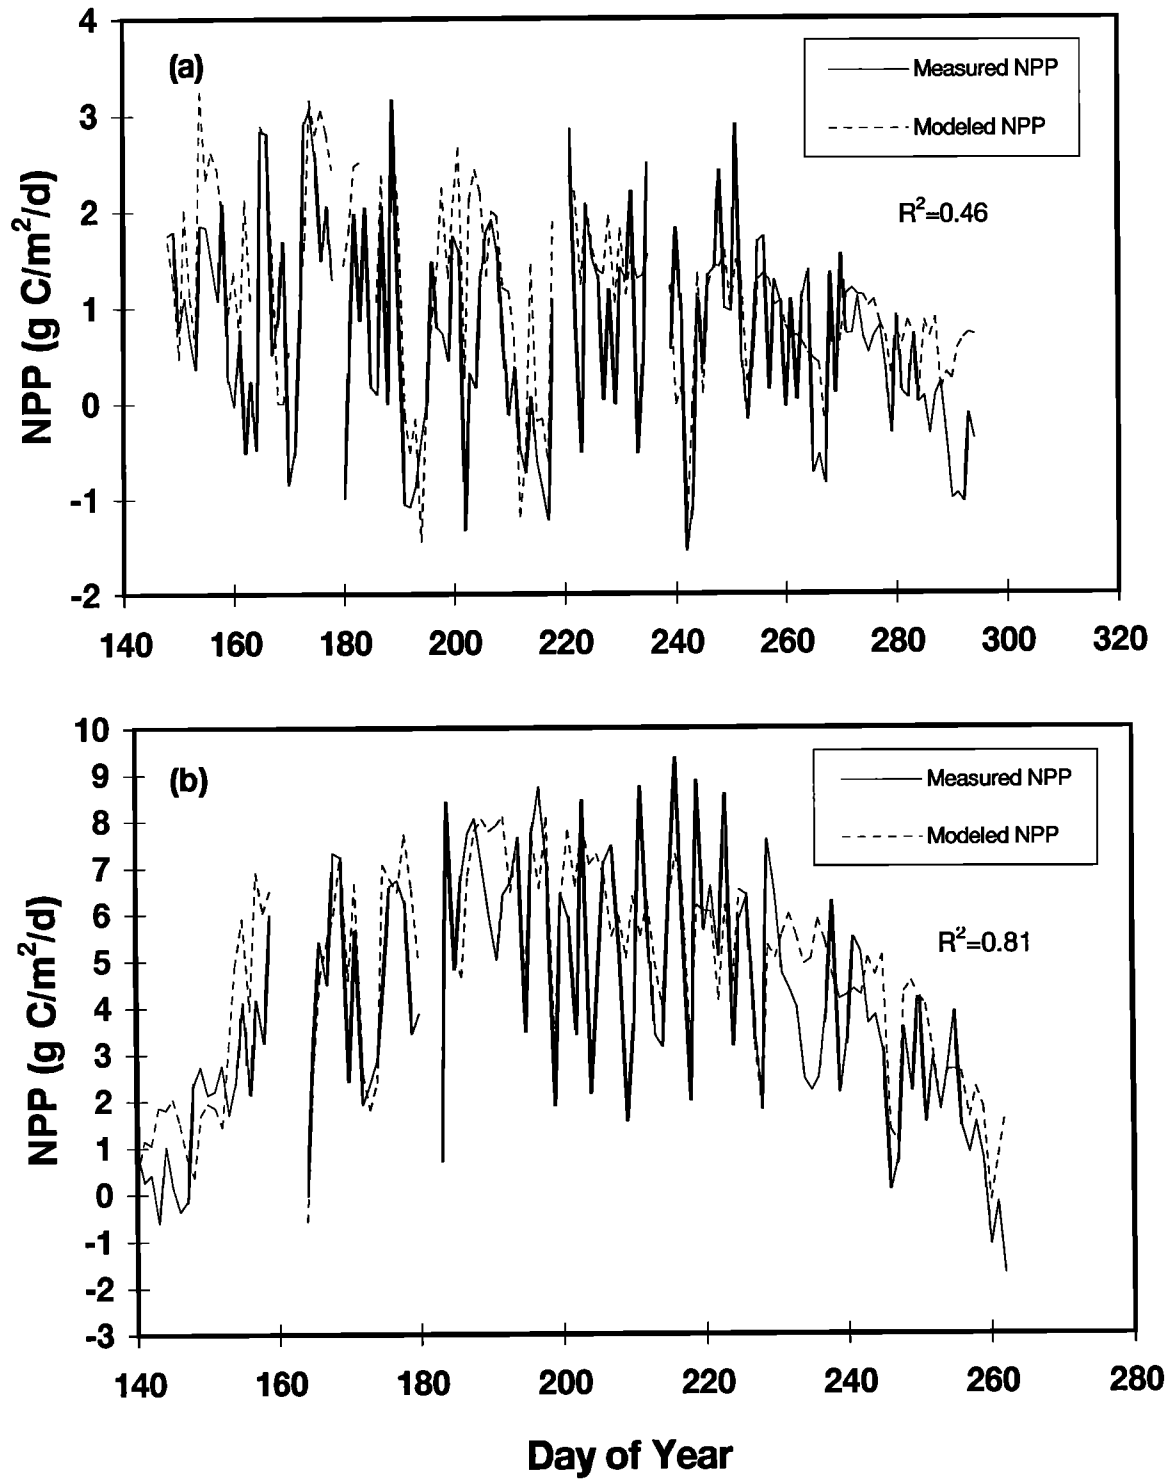 4
(a)
Measured NPP
3
Modeled NPP
2
R²=0.46
1
0
-1
-2
NPP (g C/m²/d)
140 160 180 200 220 240 260 280 300 320
10
(b)
Measured NPP
9
8
Modeled NPP
7
6
R²=0.81
5
4
3
2
1
0
-1
-2
-3
NPP (g C/m²/d)
140 160 180 200 220 240 260 280
Day of Year